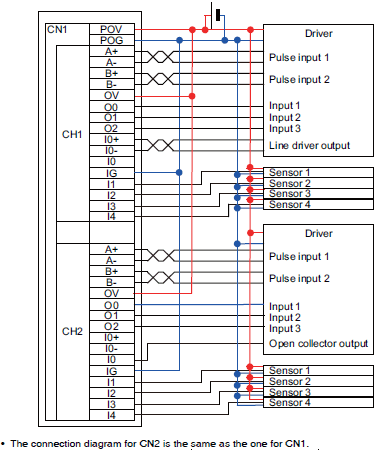 CN1
POV
POG
Driver
CH1
A+
A-
Pulse input 1
B+
B-
Pulse input 2
OV
O0
Input 1
O1
Input 2
O2
Input 3
I0+
I0-
Line driver output
I0
IG
Sensor 1
I1
Sensor 2
I2
Sensor 3
I3
Sensor 4
I4
Driver
CH2
A+
A-
Pulse input 1
B+
B-
Pulse input 2
OV
O0
Input 1
O1
Input 2
O2
Input 3
I0+
I0-
Open collector output
I0
IG
Sensor 1
I1
Sensor 2
I2
Sensor 3
I3
Sensor 4
I4
• The connection diagram for CN2 is the same as the one for CN1.